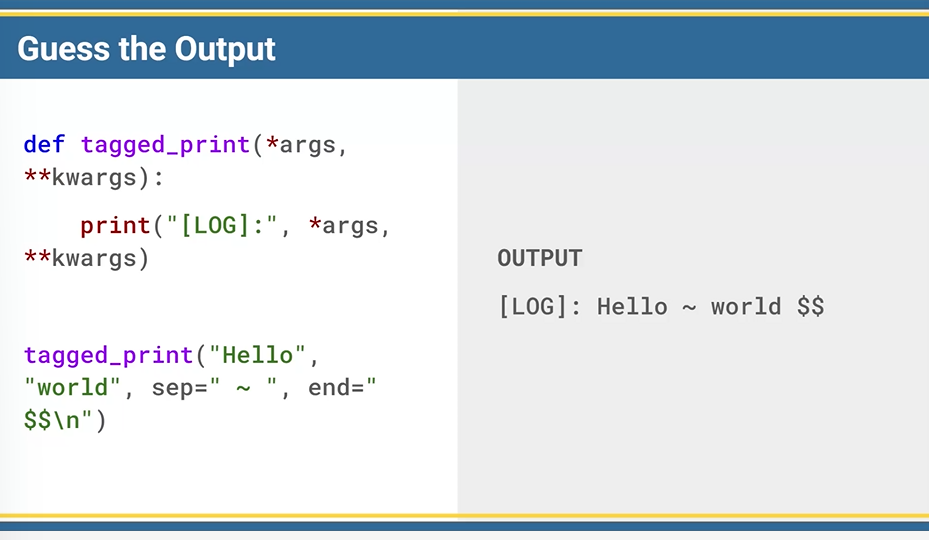 Guess the Output
def tagged_print(*args,
**kwargs):
    print("[LOG]:", *args,
**kwargs)
tagged_print("Hello",
"world", sep=" ~ ", end="
$$\n")
OUTPUT
[LOG]: Hello ~ world $$